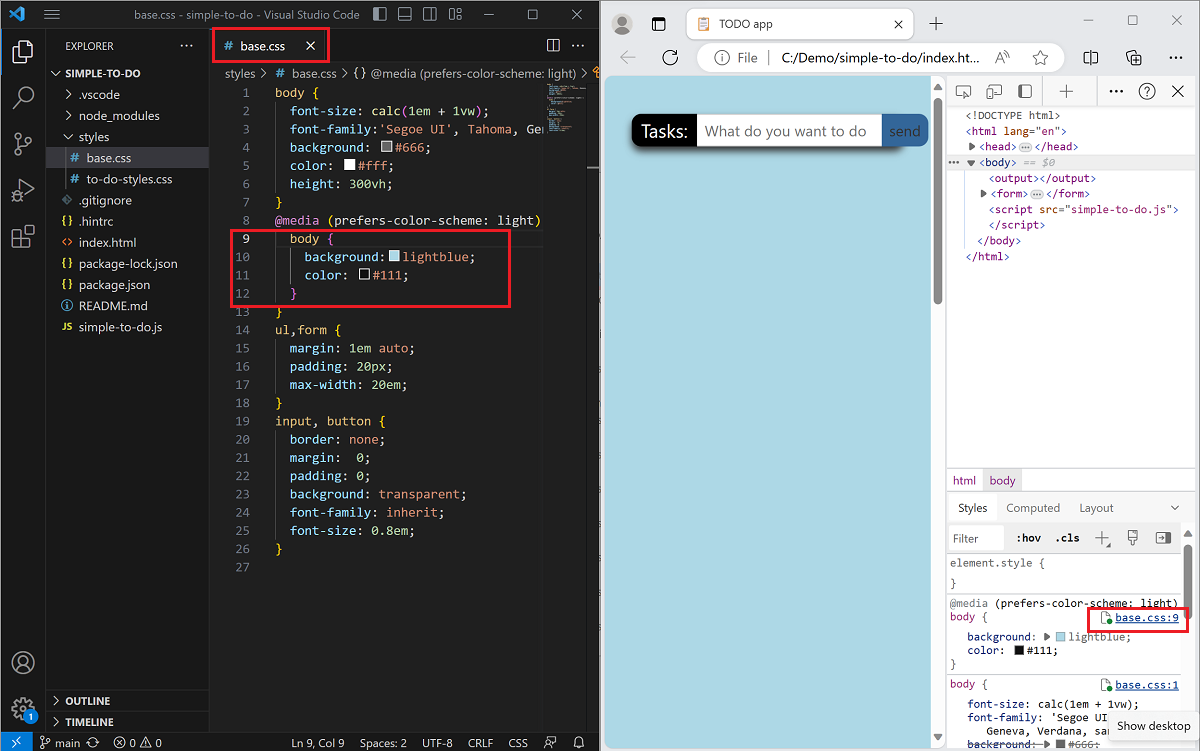 base.css - simple-to-do - Visual Studio Code
EXPLORER
SIMPLE-TO-DO
.vscode
node_modules
styles
# base.css
# to-do-styles.css
.gitignore
{} .hintrc
<> index.html
{} package-lock.json
{} package.json
README.md
JS simple-to-do.js
OUTLINE
TIMELINE
1
# base.css
styles > # base.css > {} @media (prefers-color-scheme: light) >
1 body {
2 font-size: calc(1em + 1vw);
3 font-family:'Segoe UI', Tahoma, Gen
4 background: #666;
5 color: #fff;
6 height: 300vh;
7 }
8 @media (prefers-color-scheme: light)
9 body {
10 background: lightblue;
11 color: #111;
12 }
13 }
14 ul,form {
15 margin: 1em auto;
16 padding: 20px;
17 max-width: 20em;
18 }
19 input, button {
20 border: none;
21 margin:  0;
22 padding: 0;
23 background: transparent;
24 font-family: inherit;
25 font-size: 0.8em;
26 }
27
main
0
0
Ln 9, Col 9
Spaces: 2
UTF-8
CRLF
CSS
TODO app
File
C:/Demo/simple-to-do/index.ht...
Tasks:
What do you want to do
send
<!DOCTYPE html>
<html lang="en">
<head> </head>
<body> == $0
<output></output>
<form> </form>
<script src="simple-to-do.js">
</script>
</body>
</html>
html
body
Styles
Computed
Layout
Filter
:hov
.cls
element.style {
}
@media (prefers-color-scheme: light)
body {
base.css:9
background: lightblue;
color: #111;
}
body {
base.css:1
font-size: calc(1em + 1vw);
font-family: 'Segoe UI
Geneva, Verdana, sa
background: #666;
Show desktop